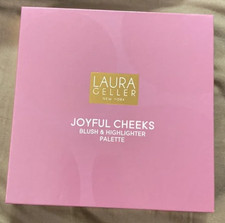 LAURA
GELLER
NEW YORK
JOYFUL CHEEKS
BLUSH & HIGHLIGHTER
PALETTE